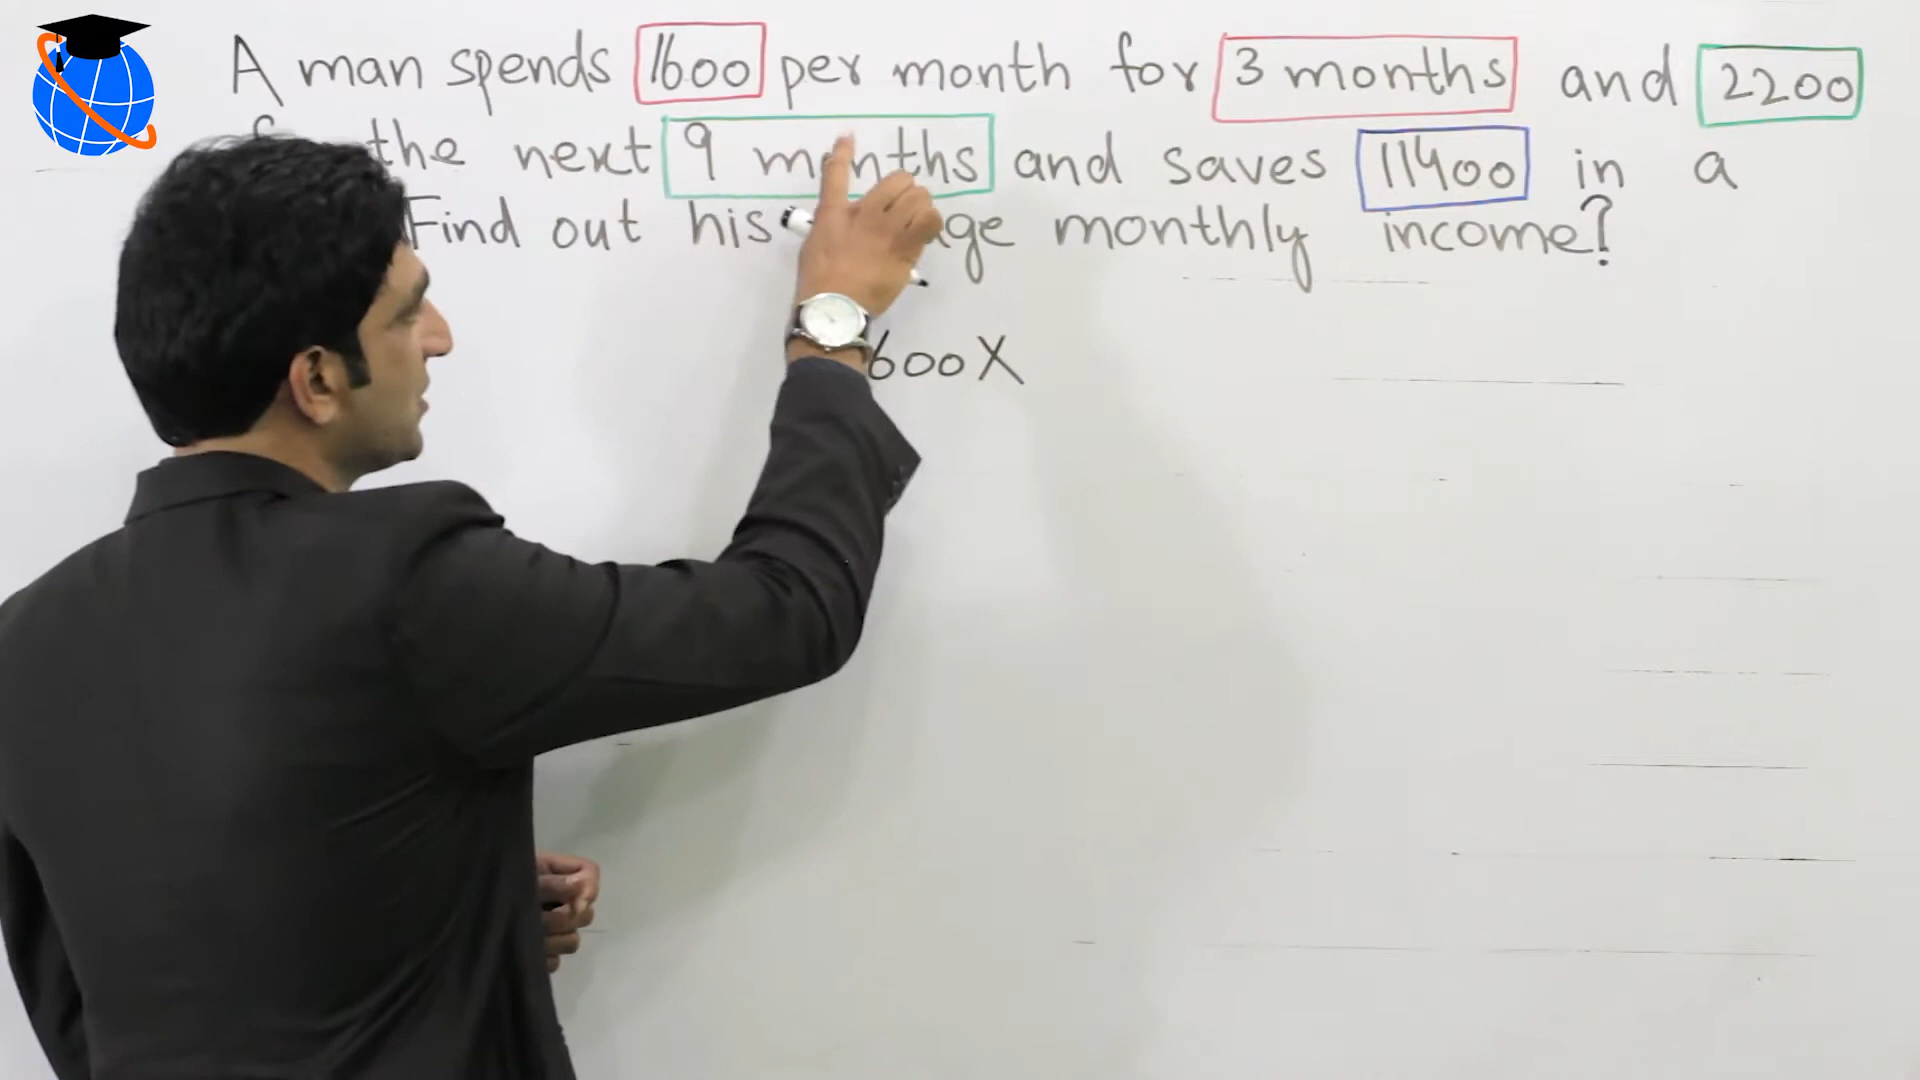 A man spends 1600 per month for 3 months and 2200
the next 9 months and saves 11400 in a
Find out his monthly income?
600X